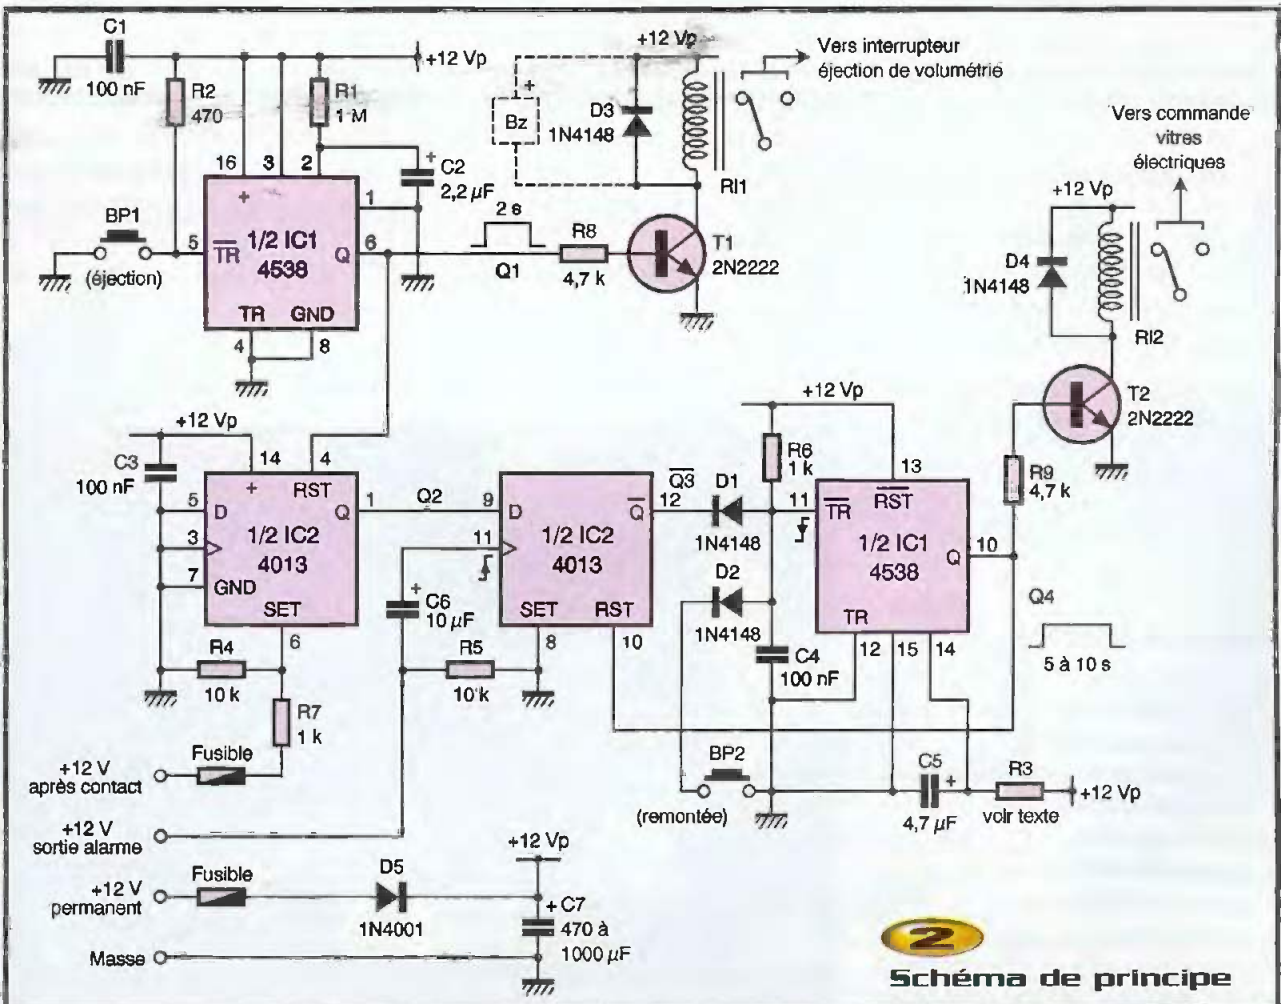 C1
100 nF
+12 Vp
R2
470
R1
1 M
C2
2,2 µF
16
3
2
+
1
6
5
TR
1/2 IC1
4538
Q
TR
GND
4
8
BP1
(éjection)
2 s
Q1
R8
4,7 k
T1
2N2222
+12 Vp
Bz
+
D3
1N4148
Rl1
Vers interrupteur
éjection de volumétrie
Vers commande
vitres
électriques
+12 Vp
D4
1N4148
Rl2
T2
2N2222
R9
4,7 k
+12 Vp
C3
100 nF
14
4
+
RST
5
D
Q
1
3
1/2 IC2
4013
7
GND
SET
6
Q2
R4
10 k
R7
1 k
Fusible
+12 V
après contact
9
D
Q
12
11
1/2 IC2
4013
SET
RST
8
10
+
C6
10 µF
R5
10 k
Q3
D1
1N4148
D2
1N4148
+12 Vp
R6
1 k
13
11
TR
RST
1/2 IC1
4538
Q
10
TR
12
15
14
C4
100 nF
Q4
5 à 10 s
BP2
(remontée)
C5
+
4,7 µF
R3
voir texte
+12 Vp
+12 V
sortie alarme
+12 V
permanent
Fusible
D5
1N4001
+12 Vp
+
C7
470 à
1000 µF
Masse
2
Schéma de principe